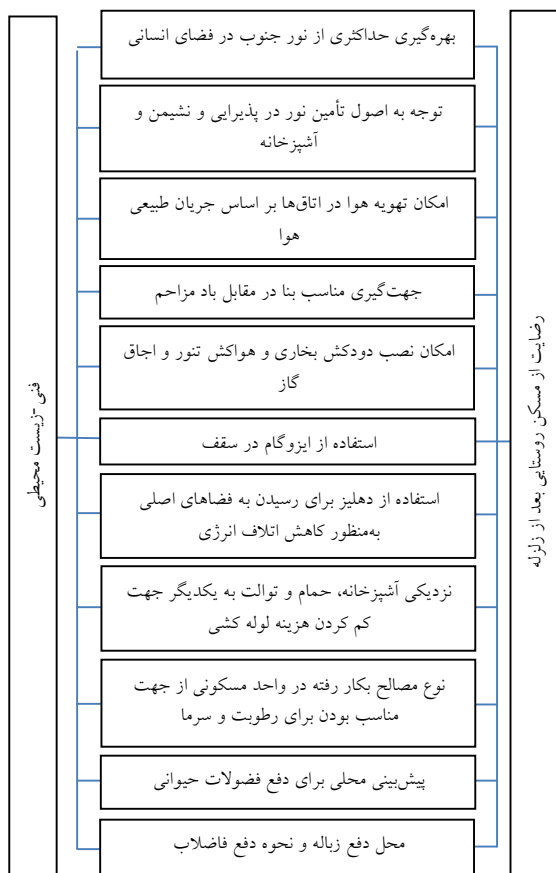 رضایت از مسکن روستایی بعد از زلزله
بهره‌گیری حداکثری از نور جنوب در فضای انسانی
توجه به اصول تأمین نور در پذیرایی و نشیمن و
آشپزخانه
امکان تهویه هوا در اتاق‌ها بر اساس جریان طبیعی
هوا
جهت‌گیری مناسب بنا در مقابل باد مزاحم
امکان نصب دودکش بخاری و هواکش تنور و اجاق
گاز
استفاده از ایزوگام در سقف
استفاده از دهلیز برای رسیدن به فضاهای اصلی
به‌منظور کاهش اتلاف انرژی
نزدیکی آشپزخانه، حمام و توالت به یکدیگر جهت
کم کردن هزینه لوله کشی
نوع مصالح بکار رفته در واحد مسکونی از جهت
مناسب بودن برای رطوبت و سرما
پیش‌بینی محلی برای دفع فضولات حیوانی
محل دفع زباله و نحوه دفع فاضلاب
فنی -زیست محیطی